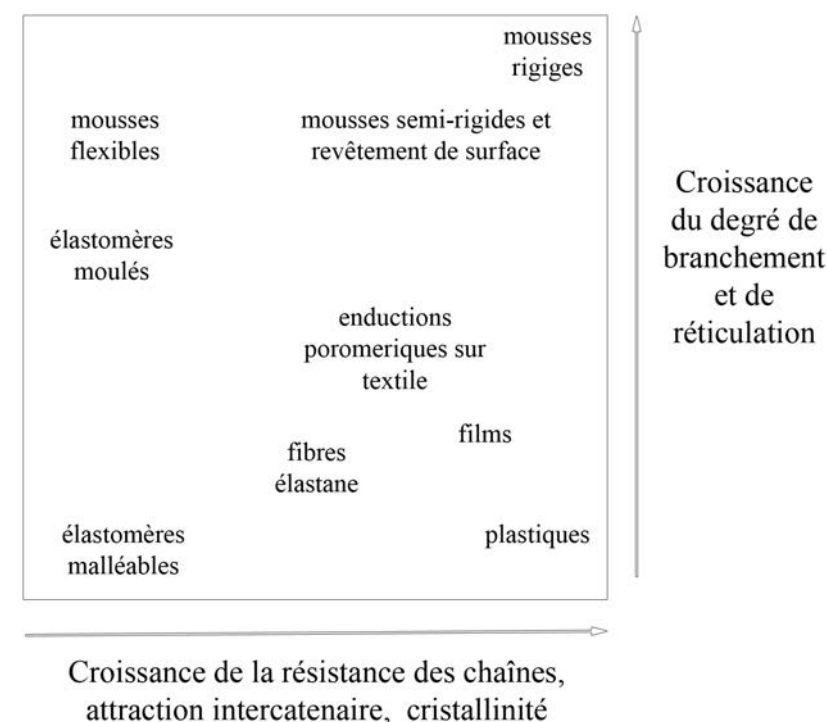 mousses
rigiges
mousses
flexibles
mousses semi-rigides et
revêtement de surface
élastomères
moulés
enductions
poromeriques sur
textile
films
fibres
élastane
élastomères
malléables
plastiques
Croissance
du degré de
branchement
et de
réticulation
Croissance de la résistance des chaînes,
attraction intercatenaire, cristallinité